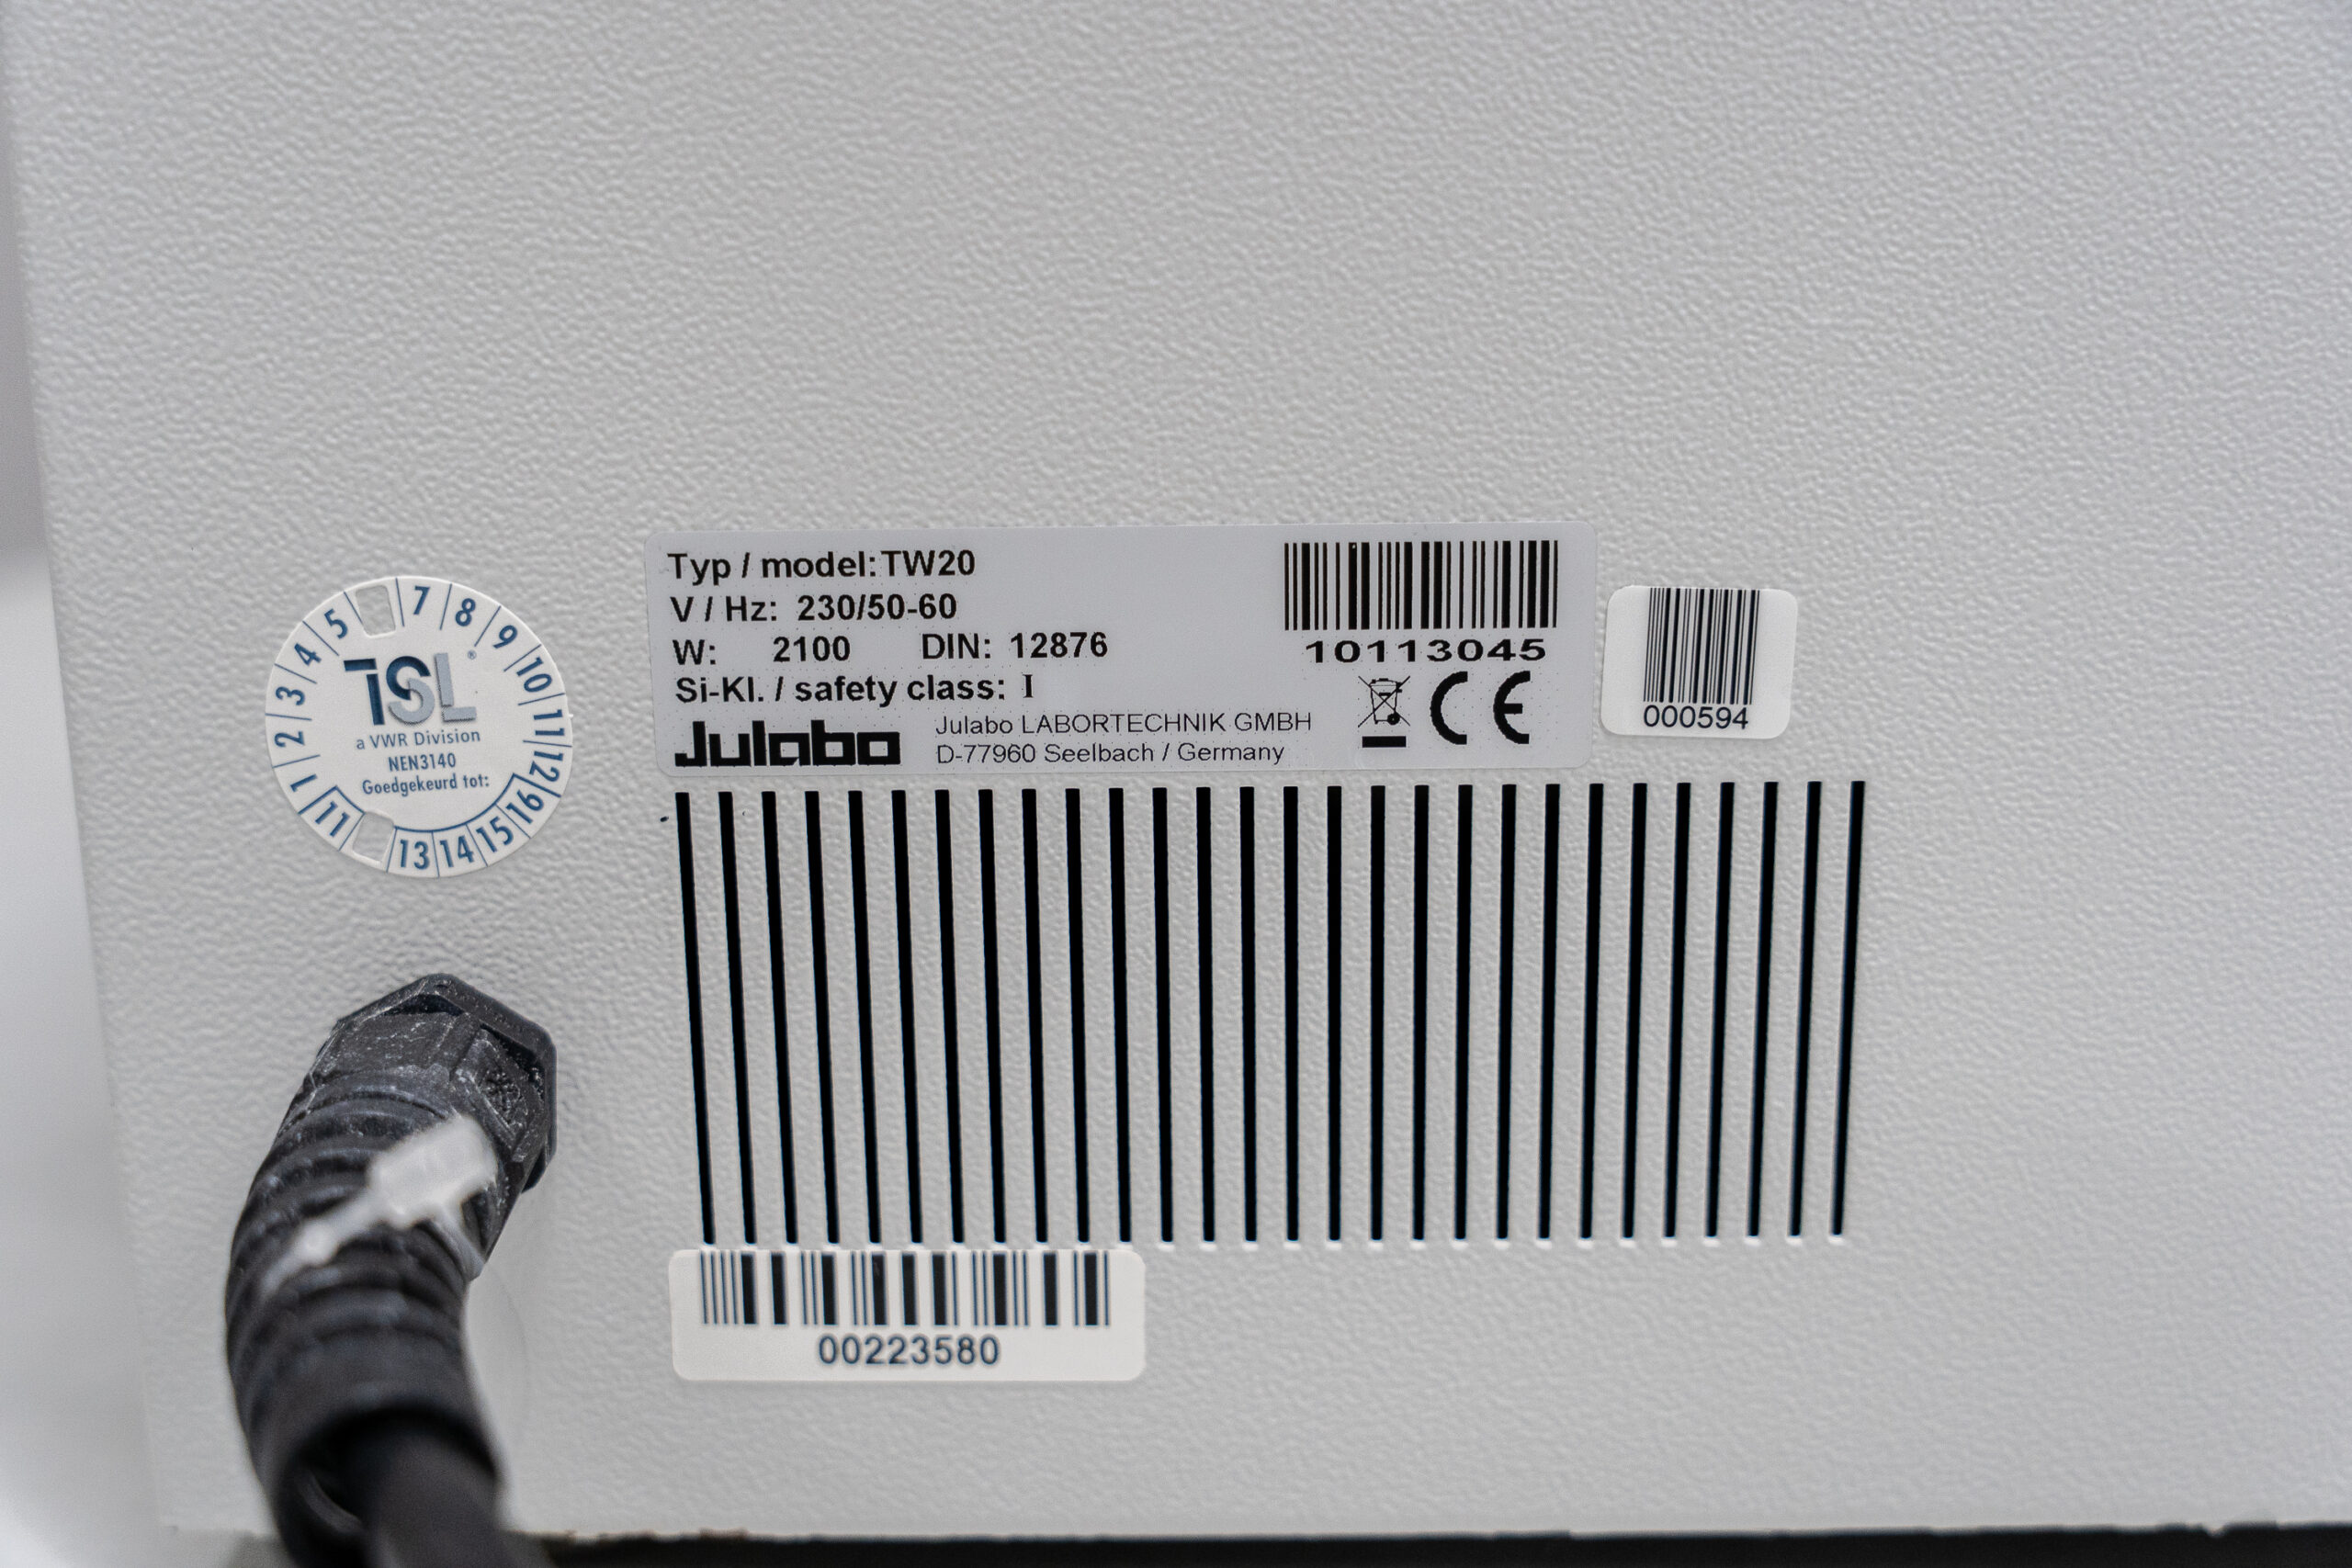 Typ / model: TW20
V / Hz: 230/50-60
W: 2100 DIN: 12876
Si-Kl. / safety class: I
Julabo
Julabo LABORTECHNIK GMBH
D-77960 Seelbach / Germany
10113045
CE
000594
1 2 3 4 5 7 8 9 10 11 12
TSL®
a VWR Division
NEN3140
Goedgekeurd tot:
11 13 14 15 16
00223580